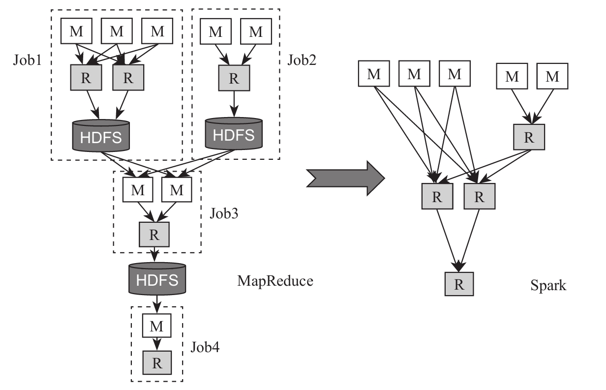 M M M M M
Job1 R R R Job2
HDFS HDFS
M M
Job3
R
HDFS MapReduce
M
Job4
R
M M M M M
R
R R
R Spark